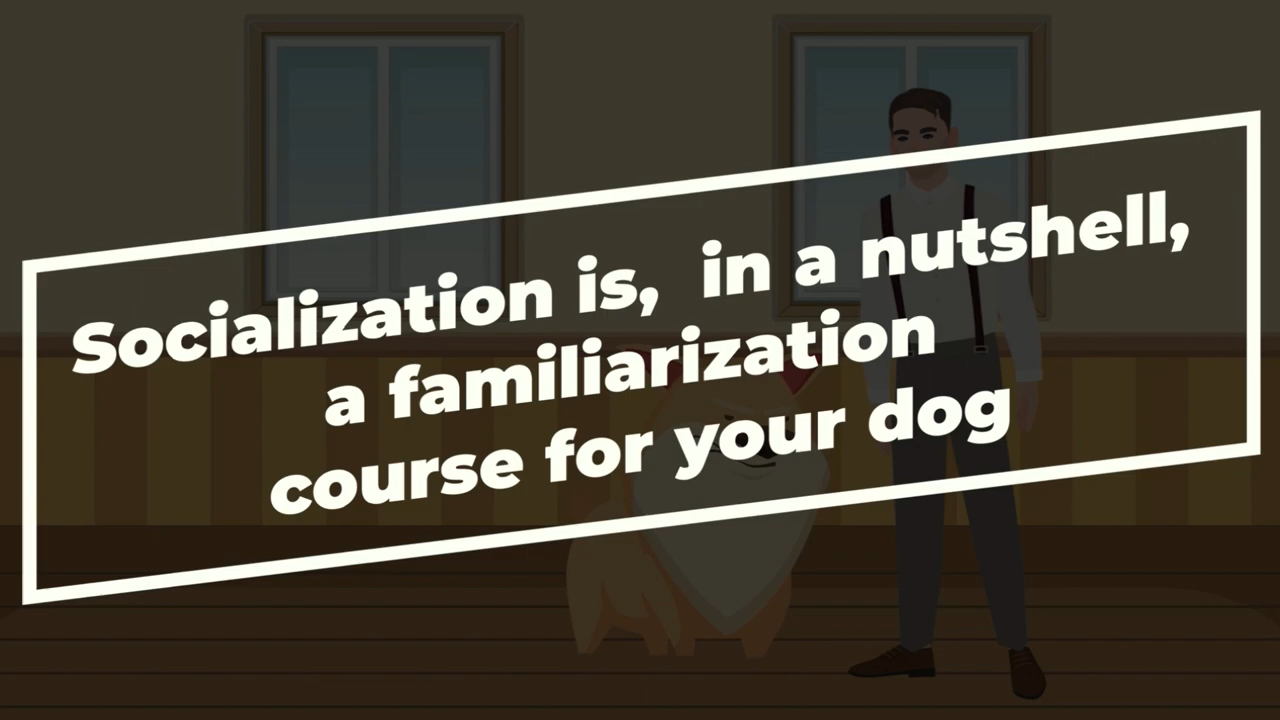 Socialization is,  in a nutshell,
a familiarization
course for your dog